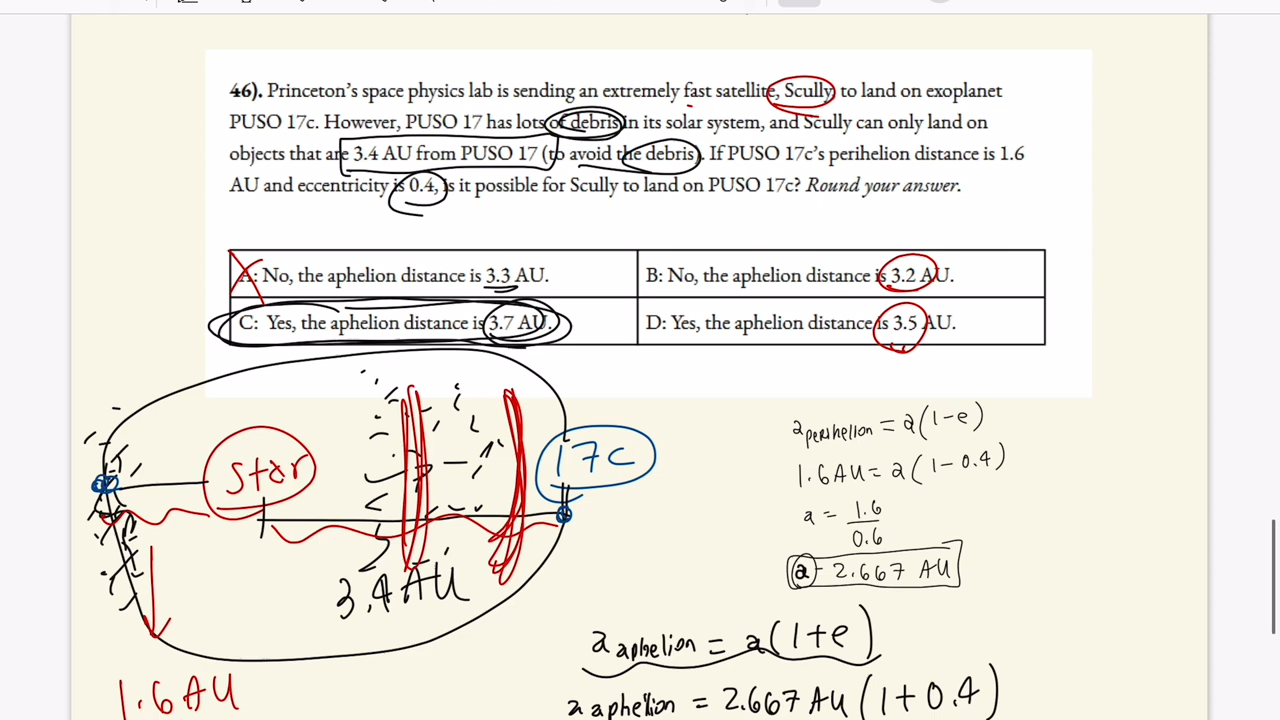 46). Princeton's space physics lab is sending an extremely fast satellite, Scully, to land on exoplanet
PUSO 17c. However, PUSO 17 has lots of debris in its solar system, and Scully can only land on
objects that are 3.4 AU from PUSO 17 (to avoid the debris). If PUSO 17c's perihelion distance is 1.6
AU and eccentricity is 0.4, is it possible for Scully to land on PUSO 17c? Round your answer.
A: No, the aphelion distance is 3.3 AU.
B: No, the aphelion distance is 3.2 AU.
C: Yes, the aphelion distance is 3.7 AU.
D: Yes, the aphelion distance is 3.5 AU.
star
17c
3.4 AU
1.6 AU
a perihelion = a(1-e)
1.6 AU = a(1-0.4)
a = 1.6
0.6
a = 2.667 AU
a aphelion = a(1+e)
a aphelion = 2.667 AU (1+0.4)